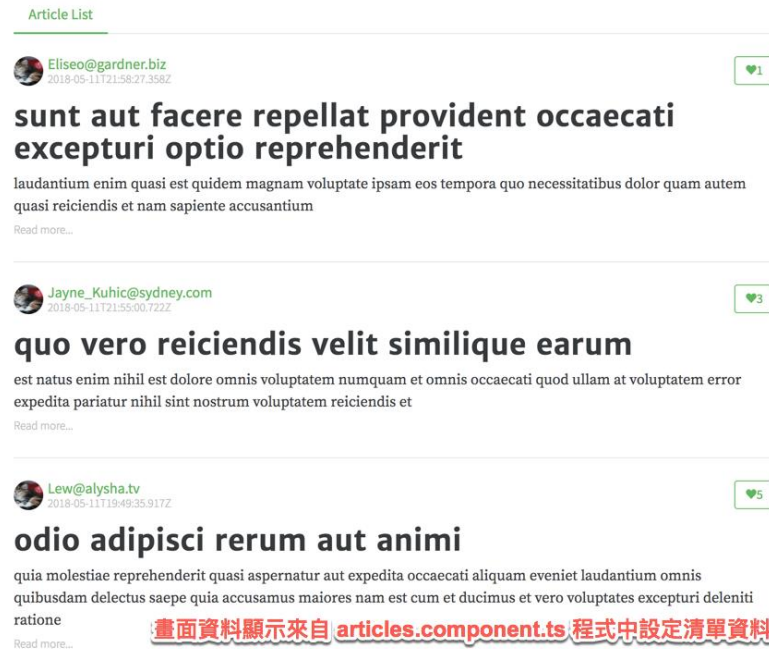 Article List
Eliseo@gardner.biz
2018-05-11T21:58:27.358Z
1
sunt aut facere repellat provident occaecati
excepturi optio reprehenderit
laudantium enim quasi est quidem magnam voluptate ipsam eos tempora quo necessitatibus dolor quam autem
quasi reiciendis et nam sapiente accusantium
Read more...
Jayne_Kuhic@sydney.com
2018-05-11T21:55:00.722Z
3
quo vero reiciendis velit similique earum
est natus enim nihil est dolore omnis voluptatem numquam et omnis occaecati quod ullam at voluptatem error
expedita pariatur nihil sint nostrum voluptatem reiciendis et
Read more...
Lew@alysha.tv
2018-05-11T19:49:35.917Z
5
odio adipisci rerum aut animi
quia molestiae reprehenderit quasi aspernatur aut expedita occaecati aliquam eveniet laudantium omnis
quibusdam delectus saepe quia accusamus maiores nam est cum et ducimus et vero voluptates excepturi deleniti
ratione
畫面資料顯示來自 articles.component.ts 程式中設定清單資料
Read more...